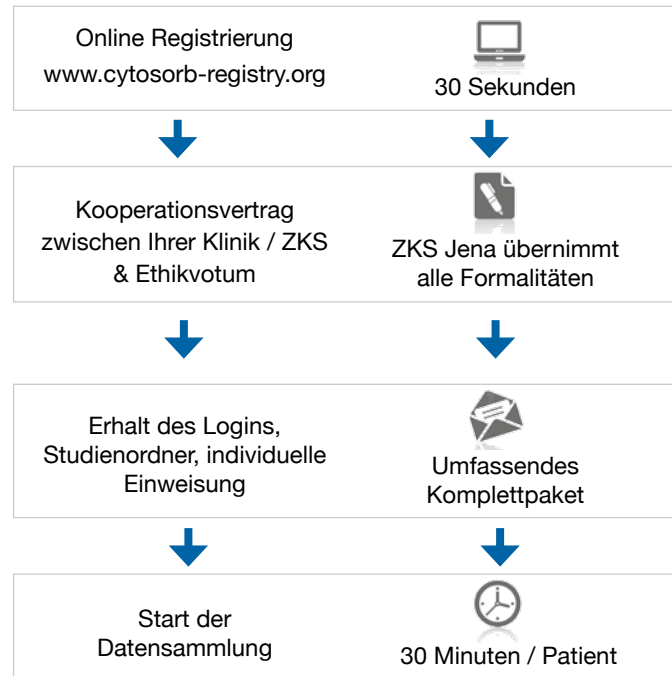 Online Registrierung
www.cytosorb-registry.org
30 Sekunden
Kooperationsvertrag
zwischen Ihrer Klinik / ZKS
& Ethikvotum
ZKS Jena übernimmt
alle Formalitäten
Erhalt des Logins,
Studienordner, individuelle
Einweisung
Umfassendes
Komplettpaket
Start der
Datensammlung
30 Minuten / Patient